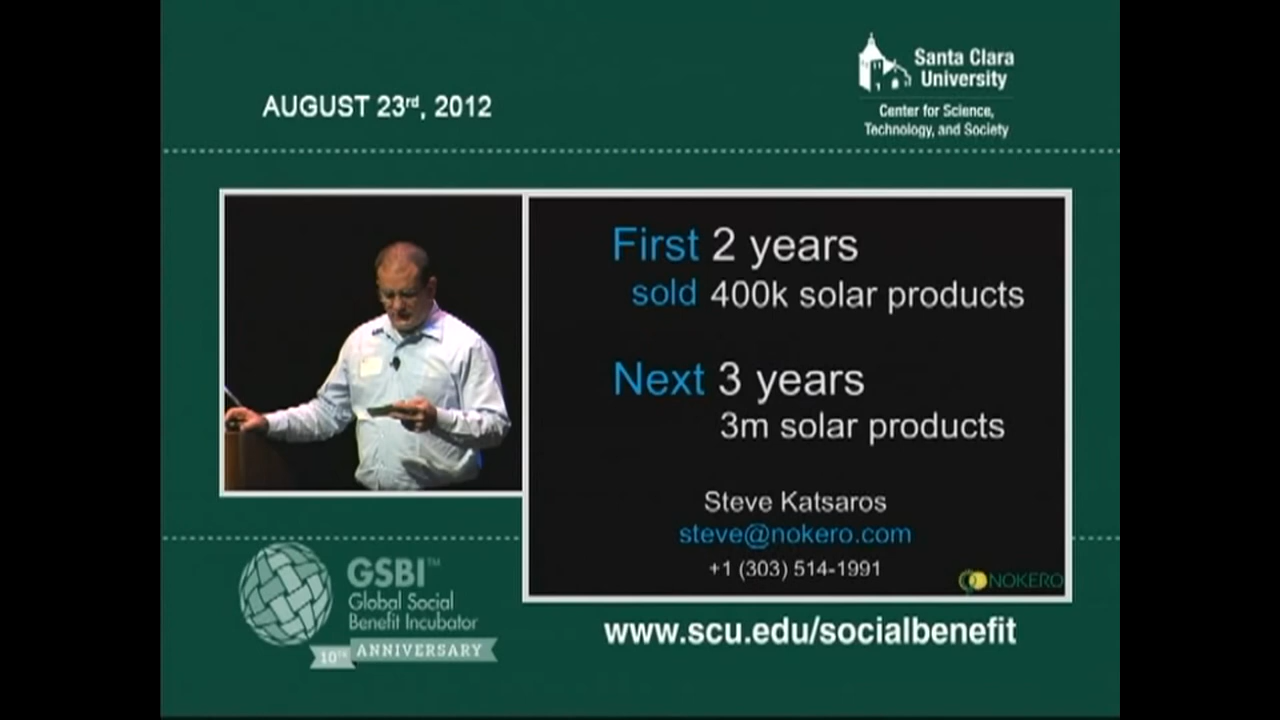 AUGUST 23rd, 2012
Santa Clara
University
Center for Science,
Technology, and Society
First 2 years
sold 400k solar products
Next 3 years
3m solar products
Steve Katsaros
steve@nokero.com
+1 (303) 514-1991
NOKERO
GSBI™
Global Social
Benefit Incubator
10TH ANNIVERSARY
www.scu.edu/socialbenefit